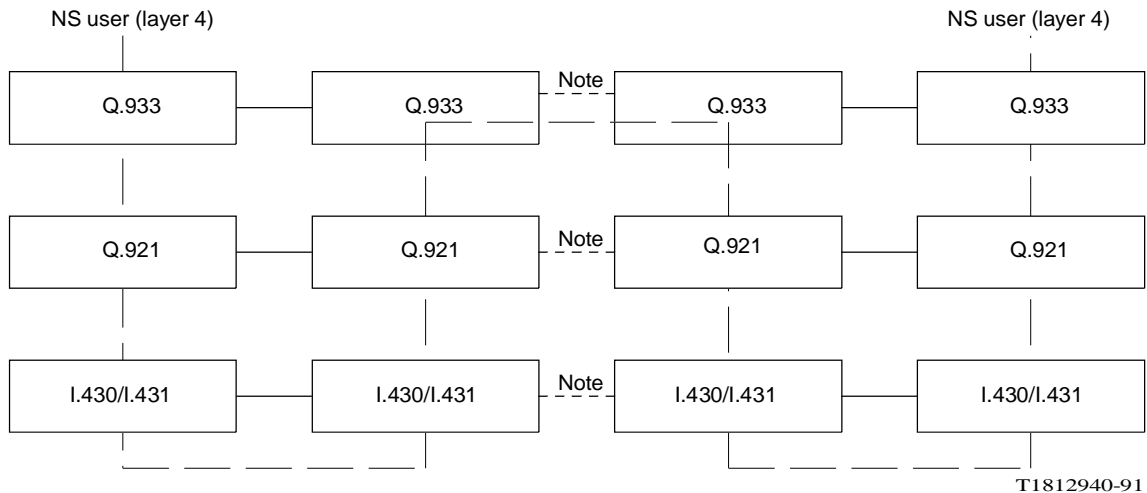 NS user (layer 4) NS user (layer 4)
Q.933 Q.933 Note Q.933 Q.933
Q.921 Q.921 Note Q.921 Q.921
I.430/I.431 I.430/I.431 Note I.430/I.431 I.430/I.431
T1812940-91